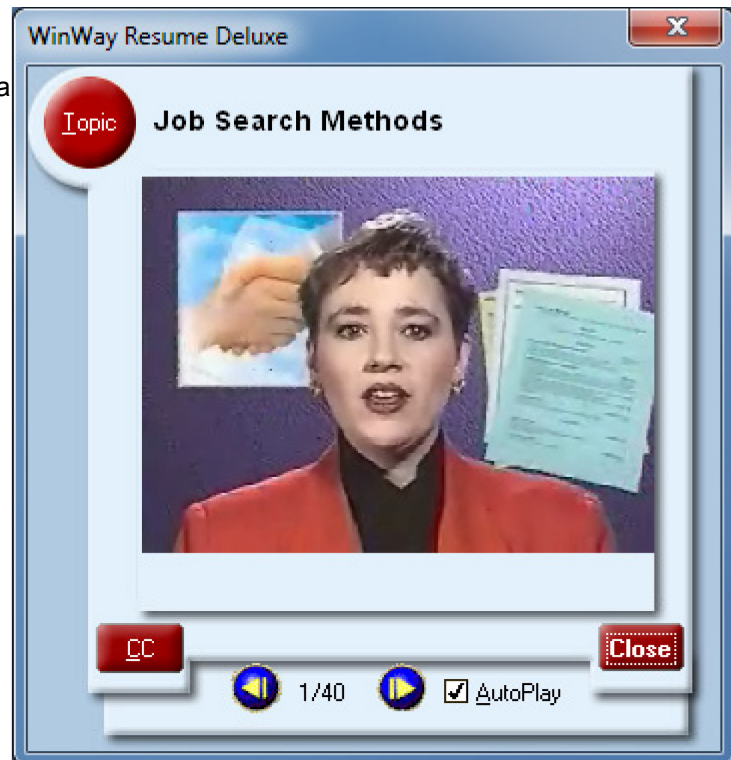 WinWay Resume Deluxe
a
Topic
Job Search Methods
CC
Close
1/40
AutoPlay